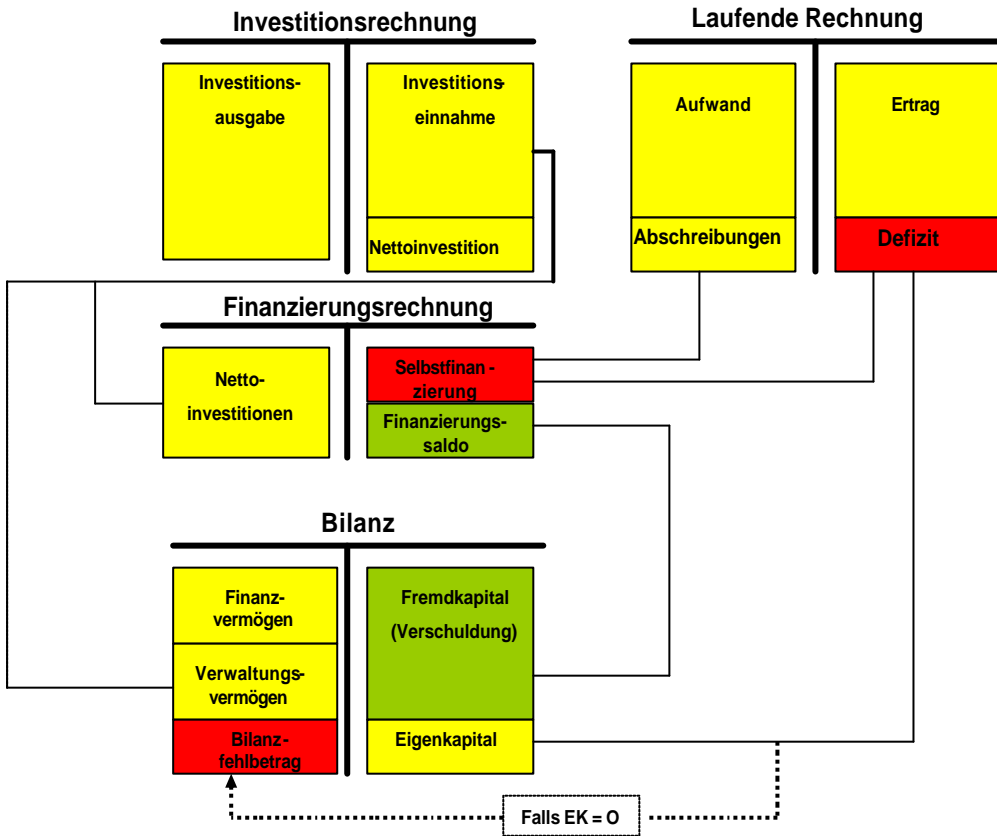 Investitionsrechnung
Laufende Rechnung
Investitions-
ausgabe
Investitions-
einnahme
Nettoinvestition
Aufwand
Abschreibungen
Ertrag
Defizit
Finanzierungsrechnung
Netto-
investitionen
Selbstfinan -
zierung
Finanzierungs-
saldo
Bilanz
Finanz-
vermögen
Verwaltungs-
vermögen
Bilanz-
fehlbetrag
Fremdkapital
(Verschuldung)
Eigenkapital
Falls EK = O